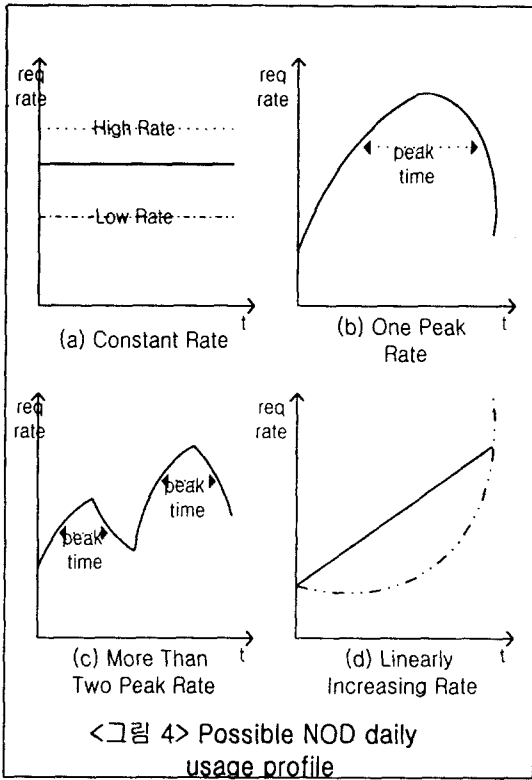 req
rate
High Rate
Low Rate
t
(a) Constant Rate
req
rate
peak
time
t
(b) One Peak
Rate
req
rate
peak
time
peak
time
t
(c) More Than
Two Peak Rate
req
rate
t
(d) Linearly
Increasing Rate
<그림 4> Possible NOD daily
usage profile